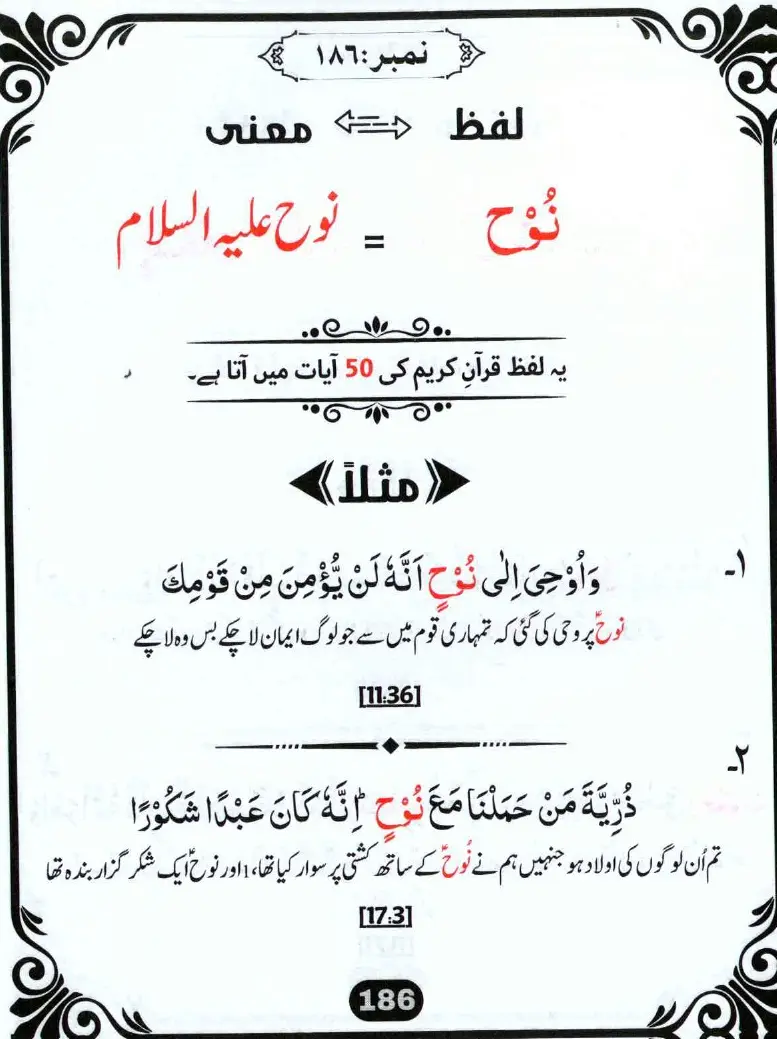 نمبر:۱۸۶
لفظ معنی
نُوْح = نوح علیہ السلام
یہ لفظ قرآنِ کریم کی 50 آیات میں آتا ہے۔
مثلاً
۱۔ وَاُوْحِیَ اِلٰی نُوْحٍ اَنَّهٗ لَنْ یُّؤْمِنَ مِنْ قَوْمِكَ
نوحؑ پر وحی کی گئی کہ تمہاری قوم میں سے جو لوگ ایمان لا چکے بس وہ لا چکے
[11:36]
۲۔
ذُرِّیَّةَ مَنْ حَمَلْنَا مَعَ نُوْحٍ ؕ اِنَّهٗ كَانَ عَبْدًا شَكُوْرًا
تم اُن لوگوں کی اولاد ہو جنہیں ہم نے نُوحؑ کے ساتھ کشتی پر سوار کیا تھا،۱ اور نوحؑ ایک شکر گزار بندہ تھا
[17:3]
186